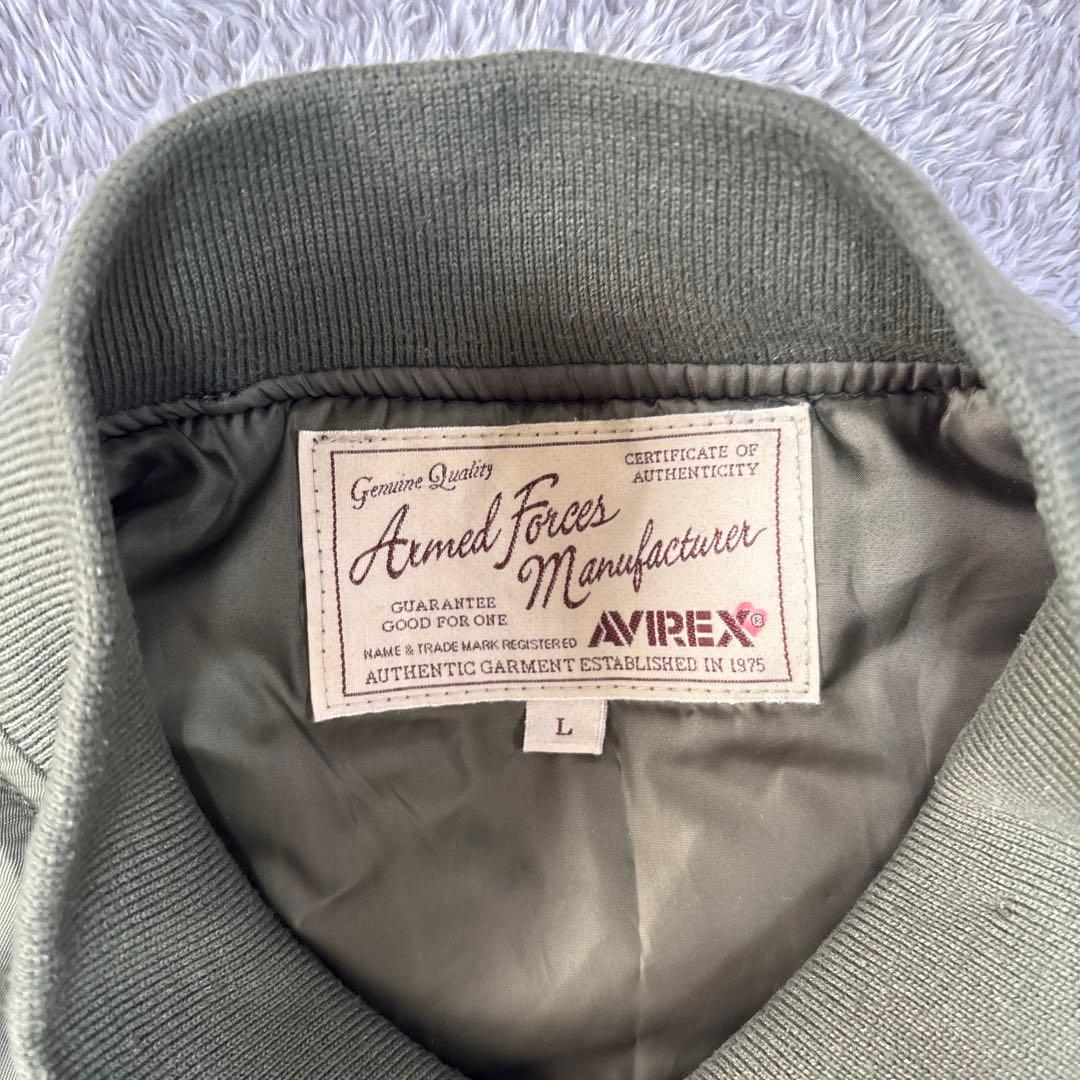 Genuine Quality
CERTIFICATE OF
AUTHENTICITY
Armed Forces
Manufacturer
GUARANTEE
GOOD FOR ONE
AVIREX®
NAME & TRADE MARK REGISTERED
AUTHENTIC GARMENT ESTABLISHED IN 1975
L